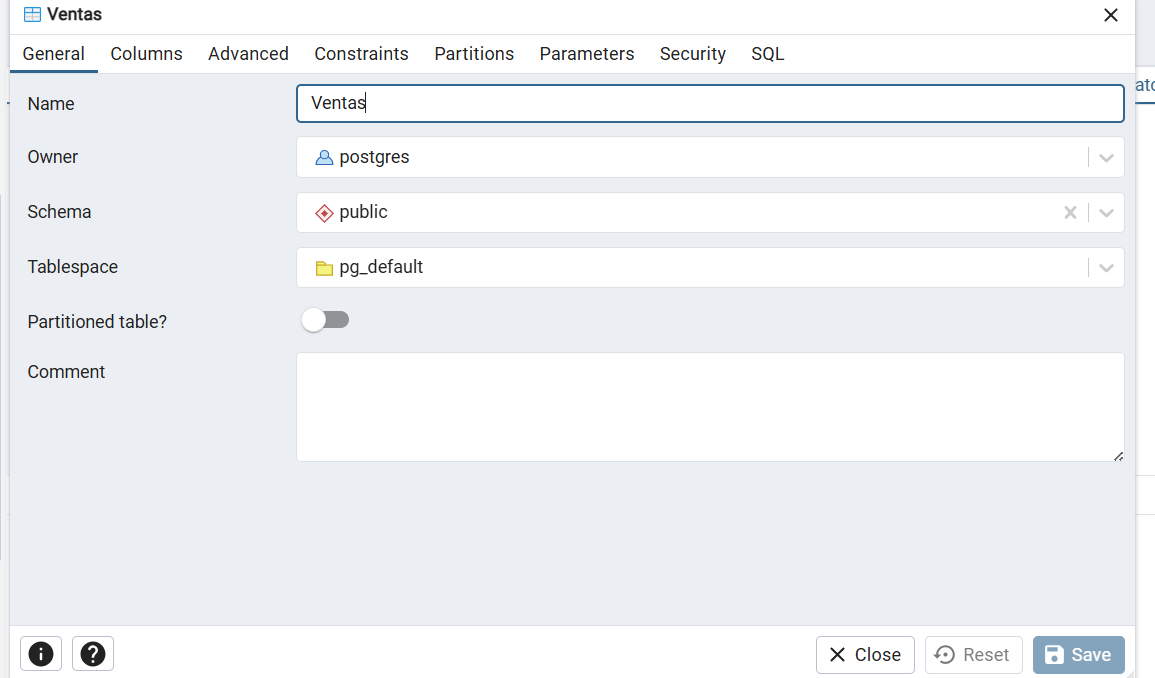 Ventas
General Columns Advanced Constraints Partitions Parameters Security SQL
Name Ventas
Owner postgres
Schema public
Tablespace pg_default
Partitioned table?
Comment
Close Reset Save